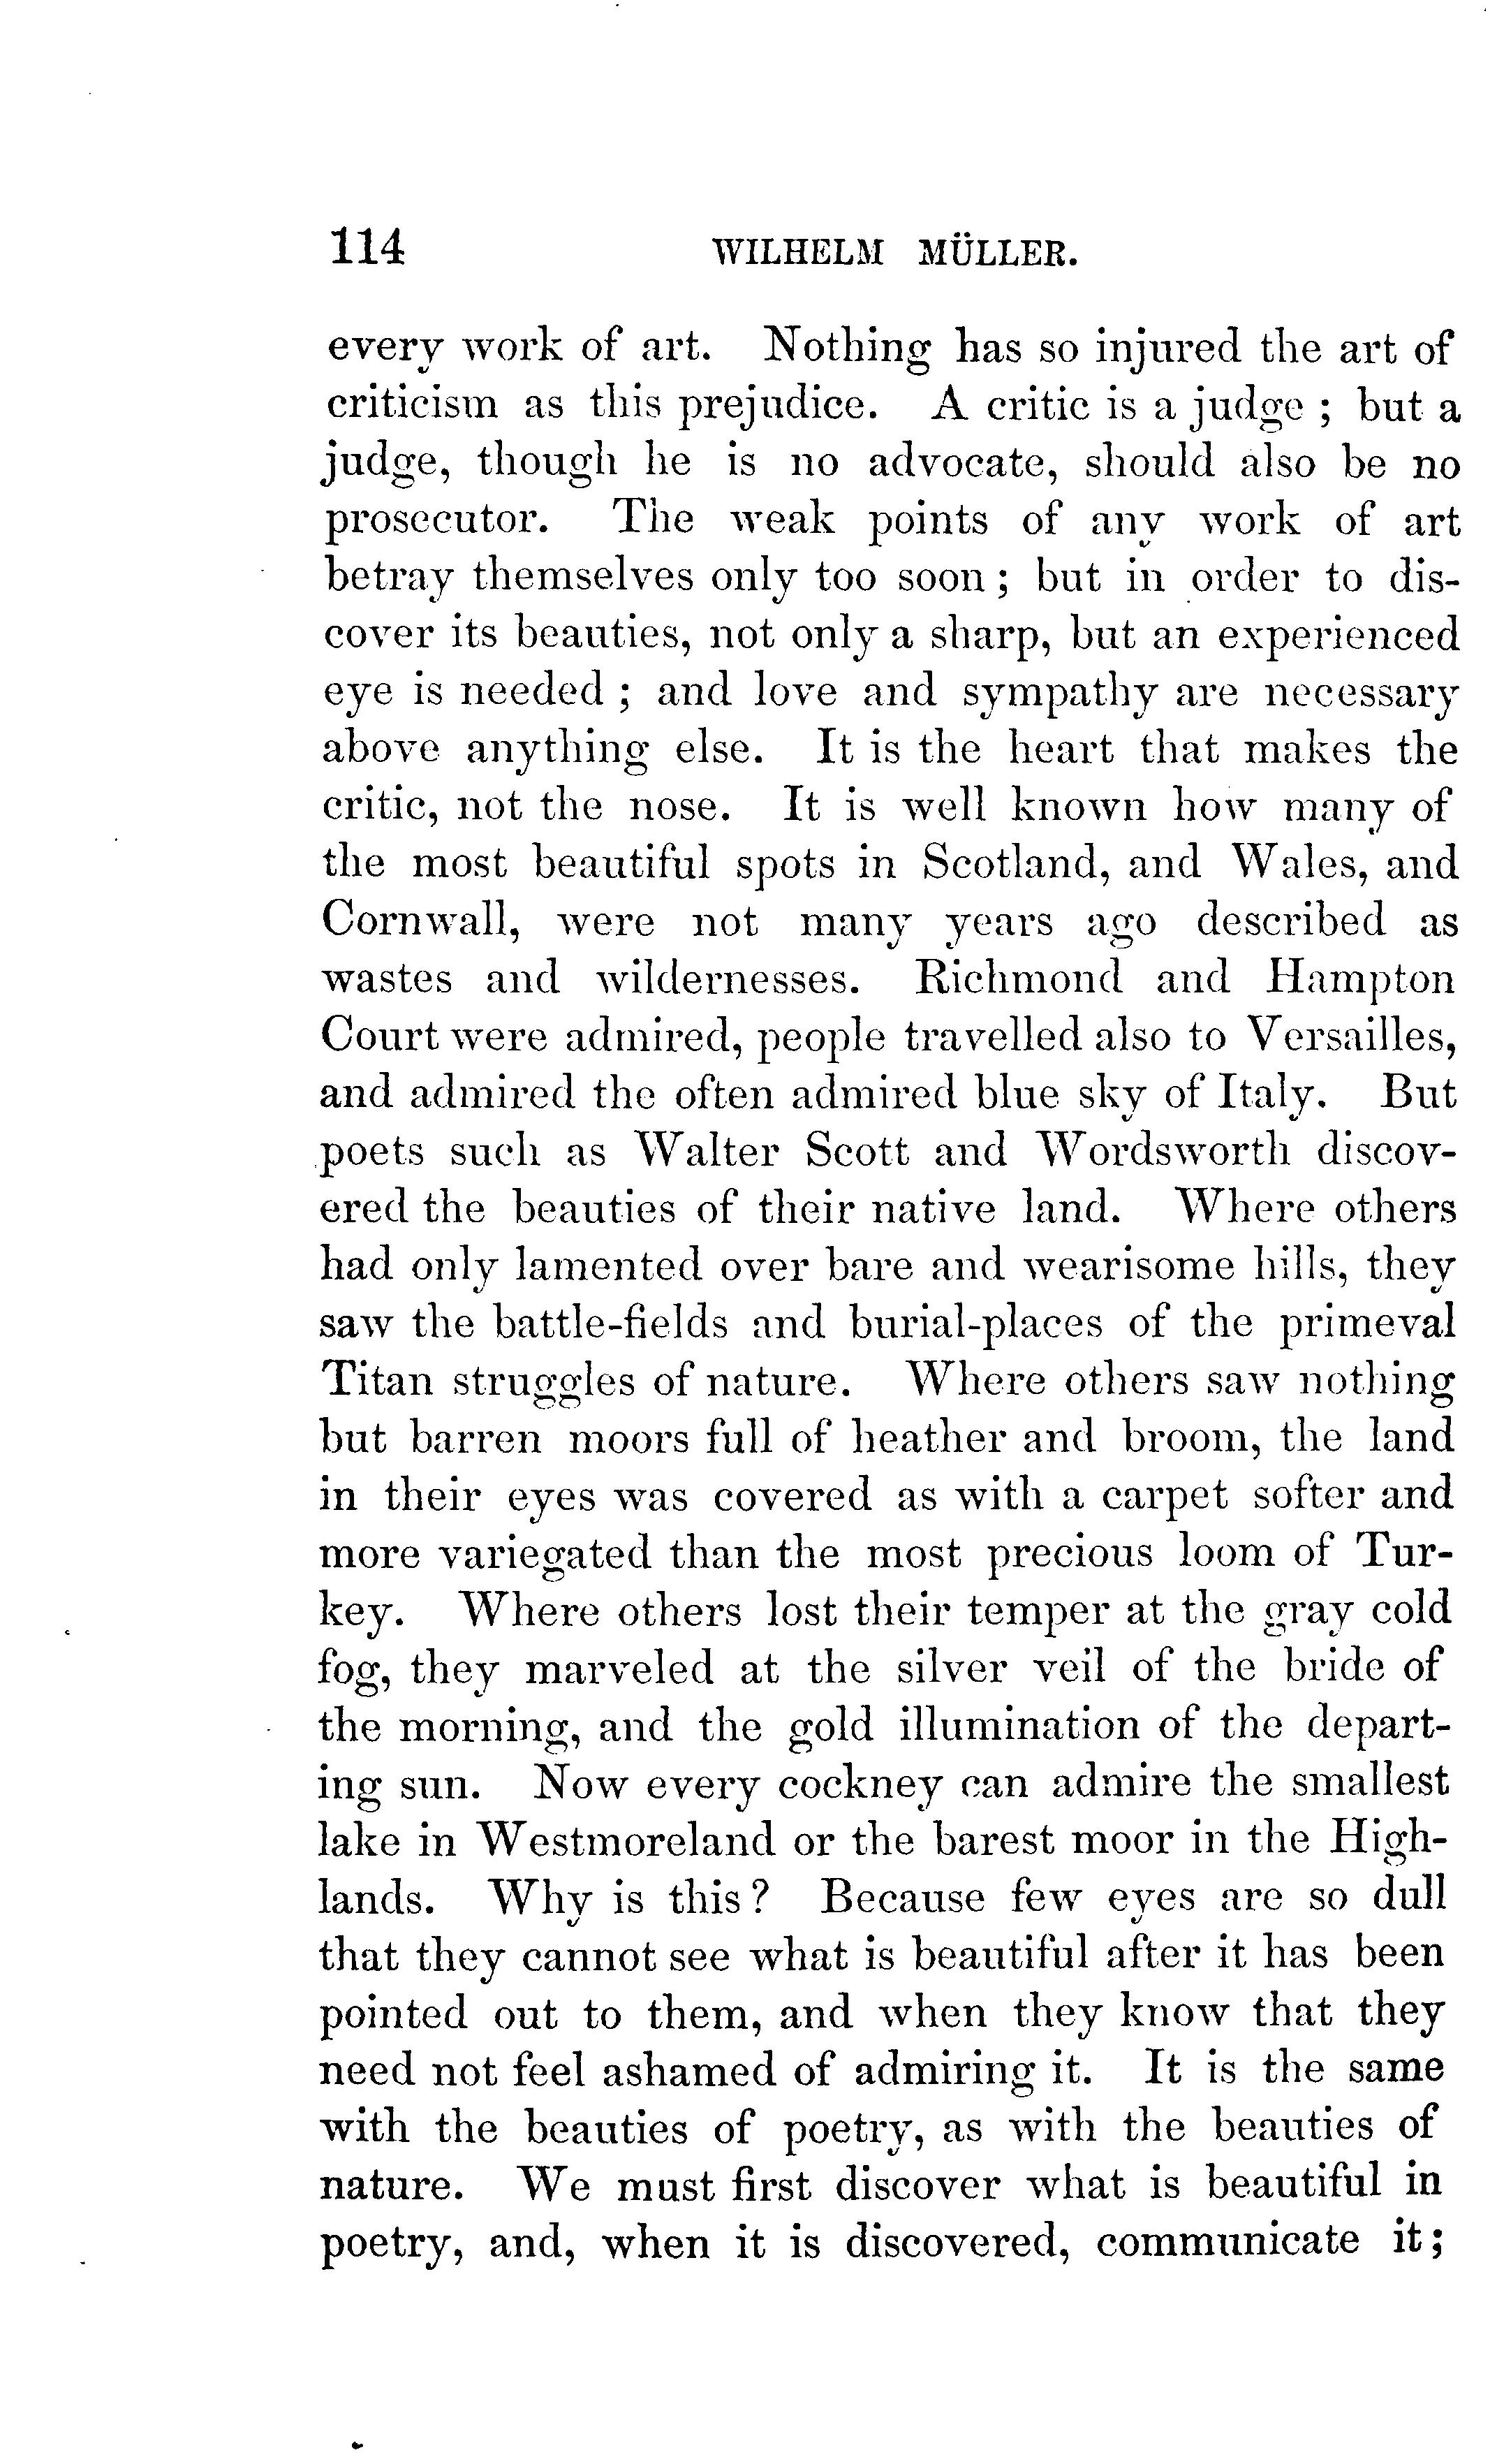 114 WILHELM MÜLLER.
every work of art. Nothing has so injured the art of
criticism as this prejudice. A critic is a judge ; but a
judge, though he is no advocate, should also be no
prosecutor. The weak points of any work of art
betray themselves only too soon ; but in order to dis-
cover its beauties, not only a sharp, but an experienced
eye is needed ; and love and sympathy are necessary
above anything else. It is the heart that makes the
critic, not the nose. It is well known how many of
the most beautiful spots in Scotland, and Wales, and
Cornwall, were not many years ago described as
wastes and wildernesses. Richmond and Hampton
Court were admired, people travelled also to Versailles,
and admired the often admired blue sky of Italy. But
poets such as Walter Scott and Wordsworth discov-
ered the beauties of their native land. Where others
had only lamented over bare and wearisome hills, they
saw the battle-fields and burial-places of the primeval
Titan struggles of nature. Where others saw nothing
but barren moors full of heather and broom, the land
in their eyes was covered as with a carpet softer and
more variegated than the most precious loom of Tur-
key. Where others lost their temper at the gray cold
fog, they marveled at the silver veil of the bride of
the morning, and the gold illumination of the depart-
ing sun. Now every cockney can admire the smallest
lake in Westmoreland or the barest moor in the High-
lands. Why is this ? Because few eyes are so dull
that they cannot see what is beautiful after it has been
pointed out to them, and when they know that they
need not feel ashamed of admiring it. It is the same
with the beauties of poetry, as with the beauties of
nature. We must first discover what is beautiful in
poetry, and, when it is discovered, communicate it ;